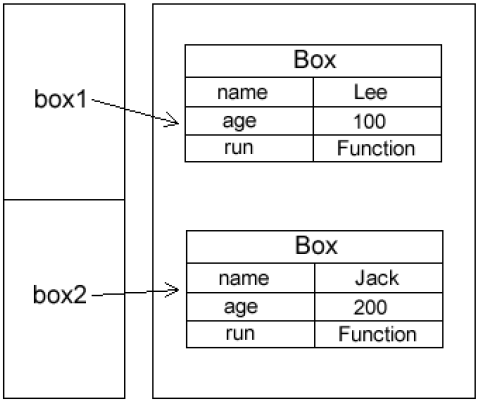 box1
Box
name Lee
age 100
run Function
box2
Box
name Jack
age 200
run Function